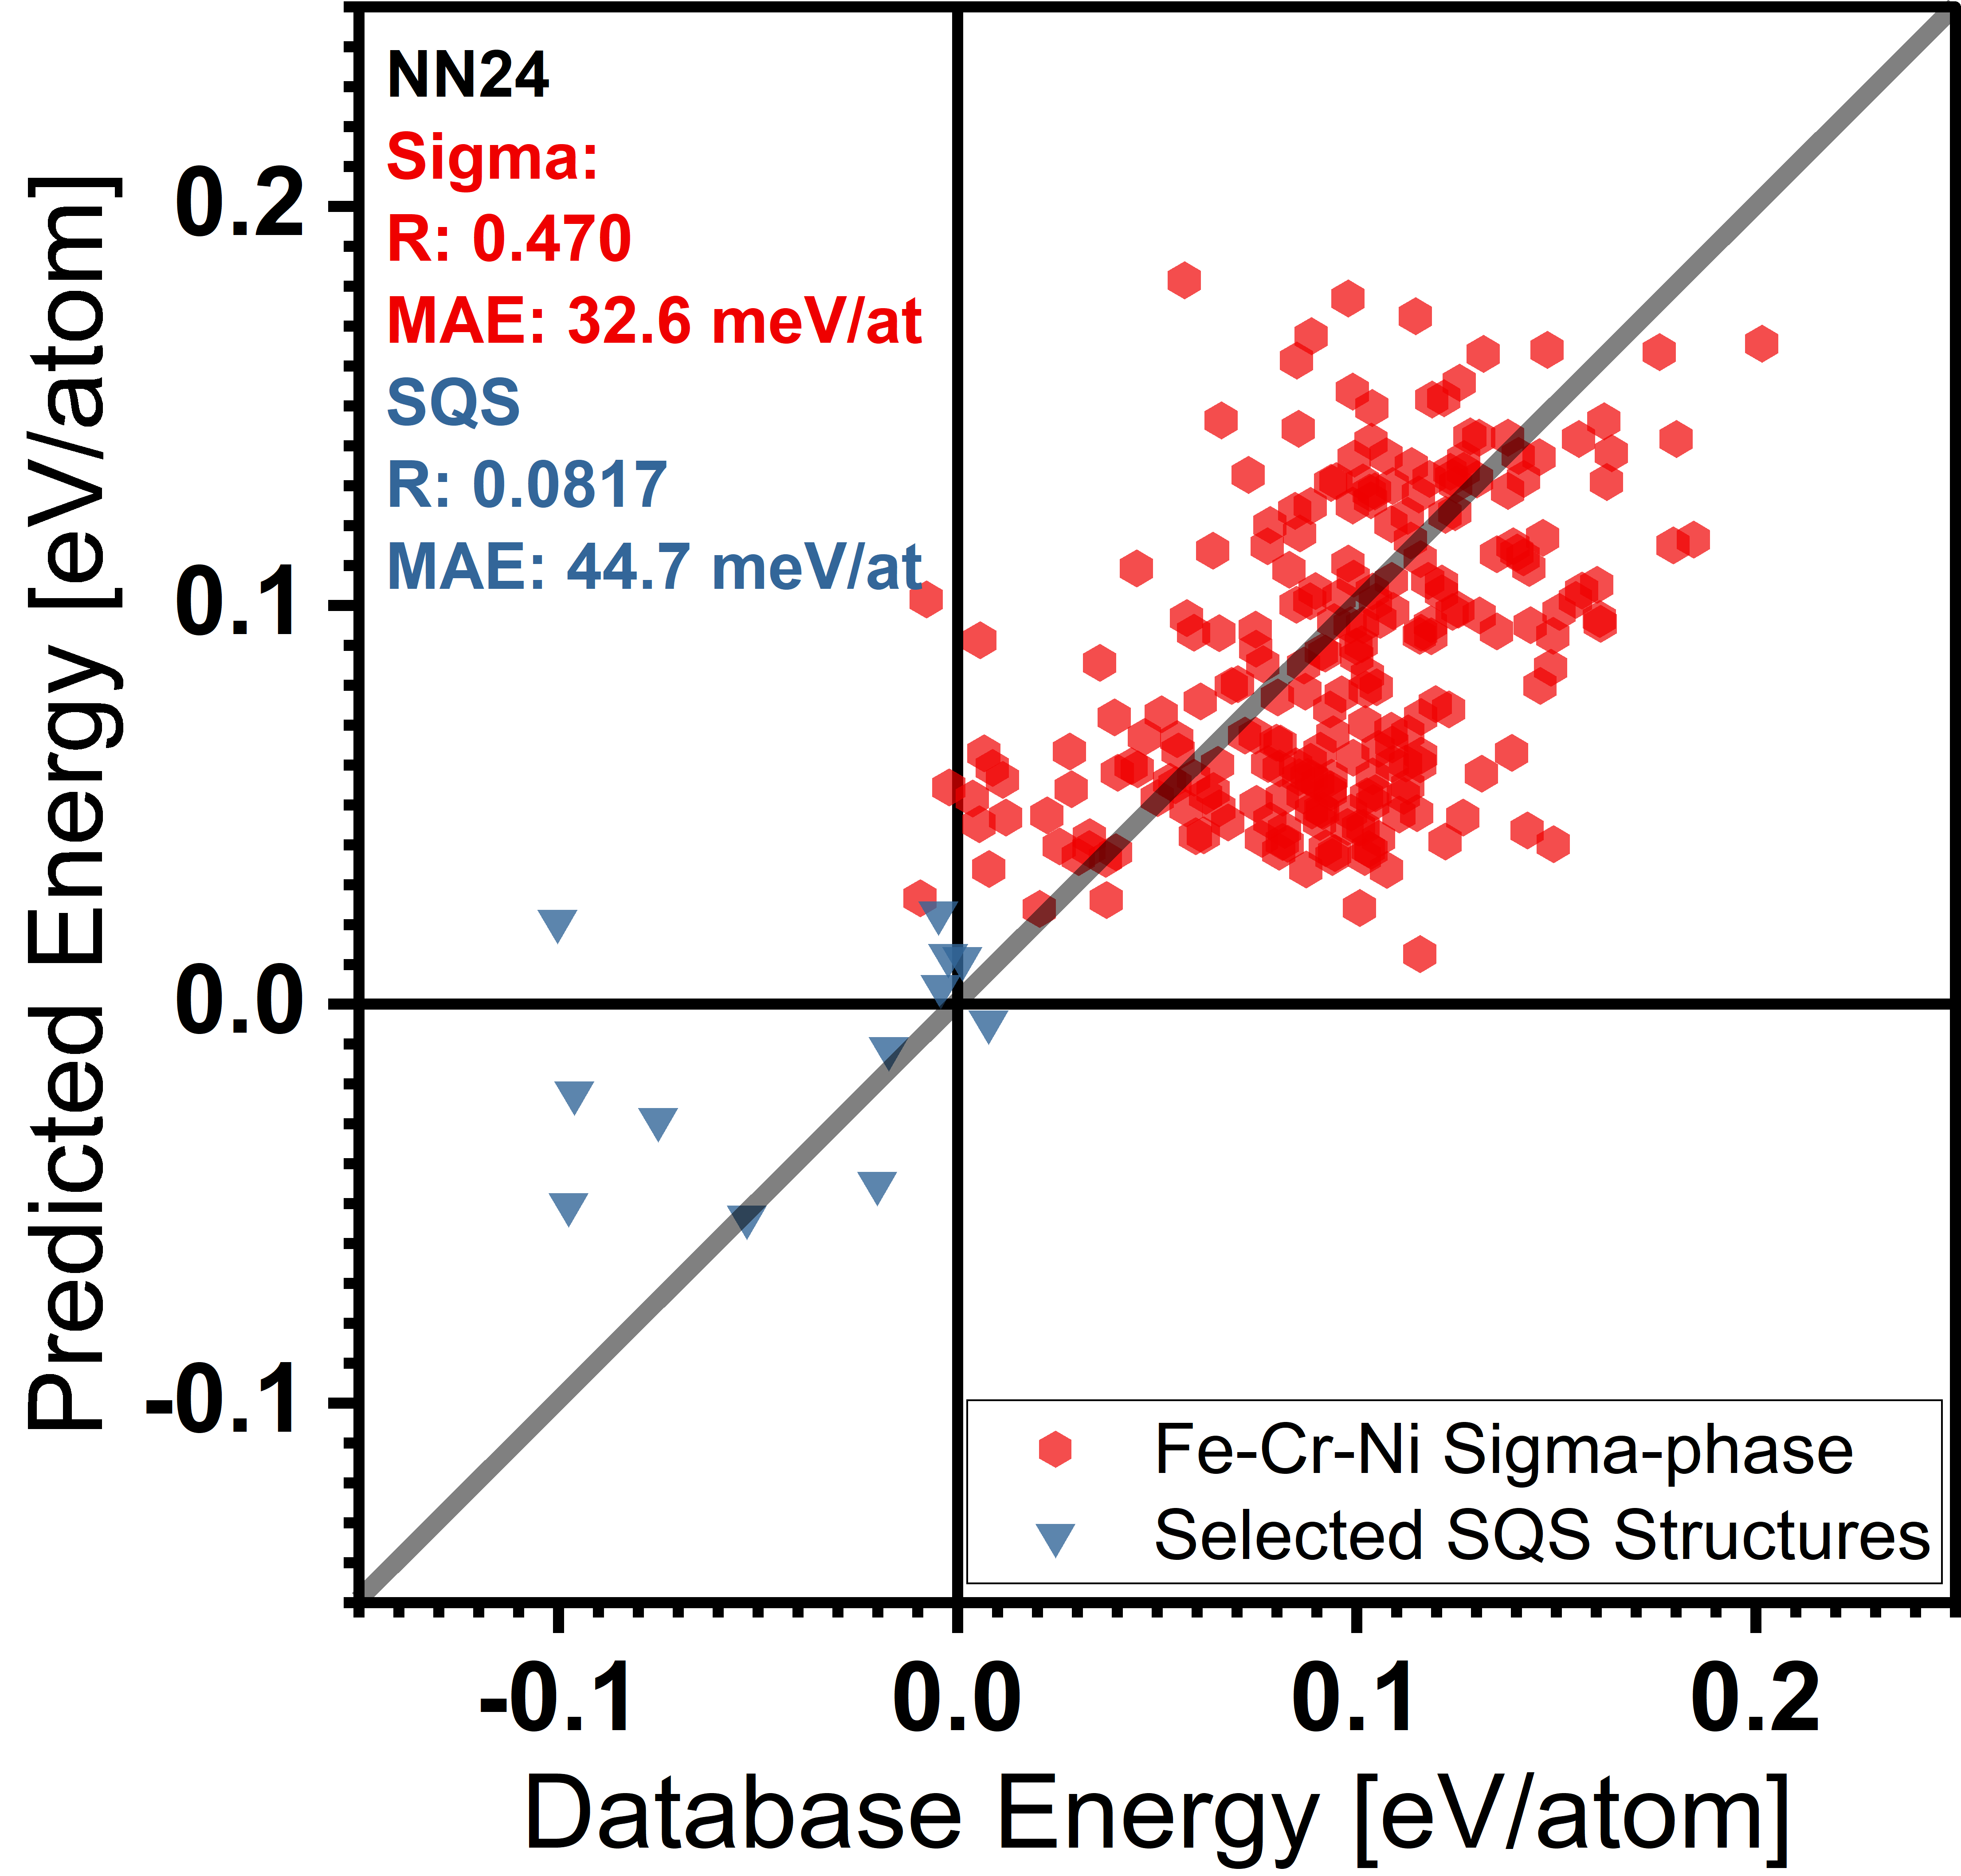 NN24
Sigma:
R: 0.470
MAE: 32.6 meV/at
SQS
R: 0.0817
MAE: 44.7 meV/at
Predicted Energy [eV/atom]
0.2
0.1
0.0
-0.1
Fe-Cr-Ni Sigma-phase
Selected SQS Structures
-0.1
0.0
0.1
0.2
Database Energy [eV/atom]